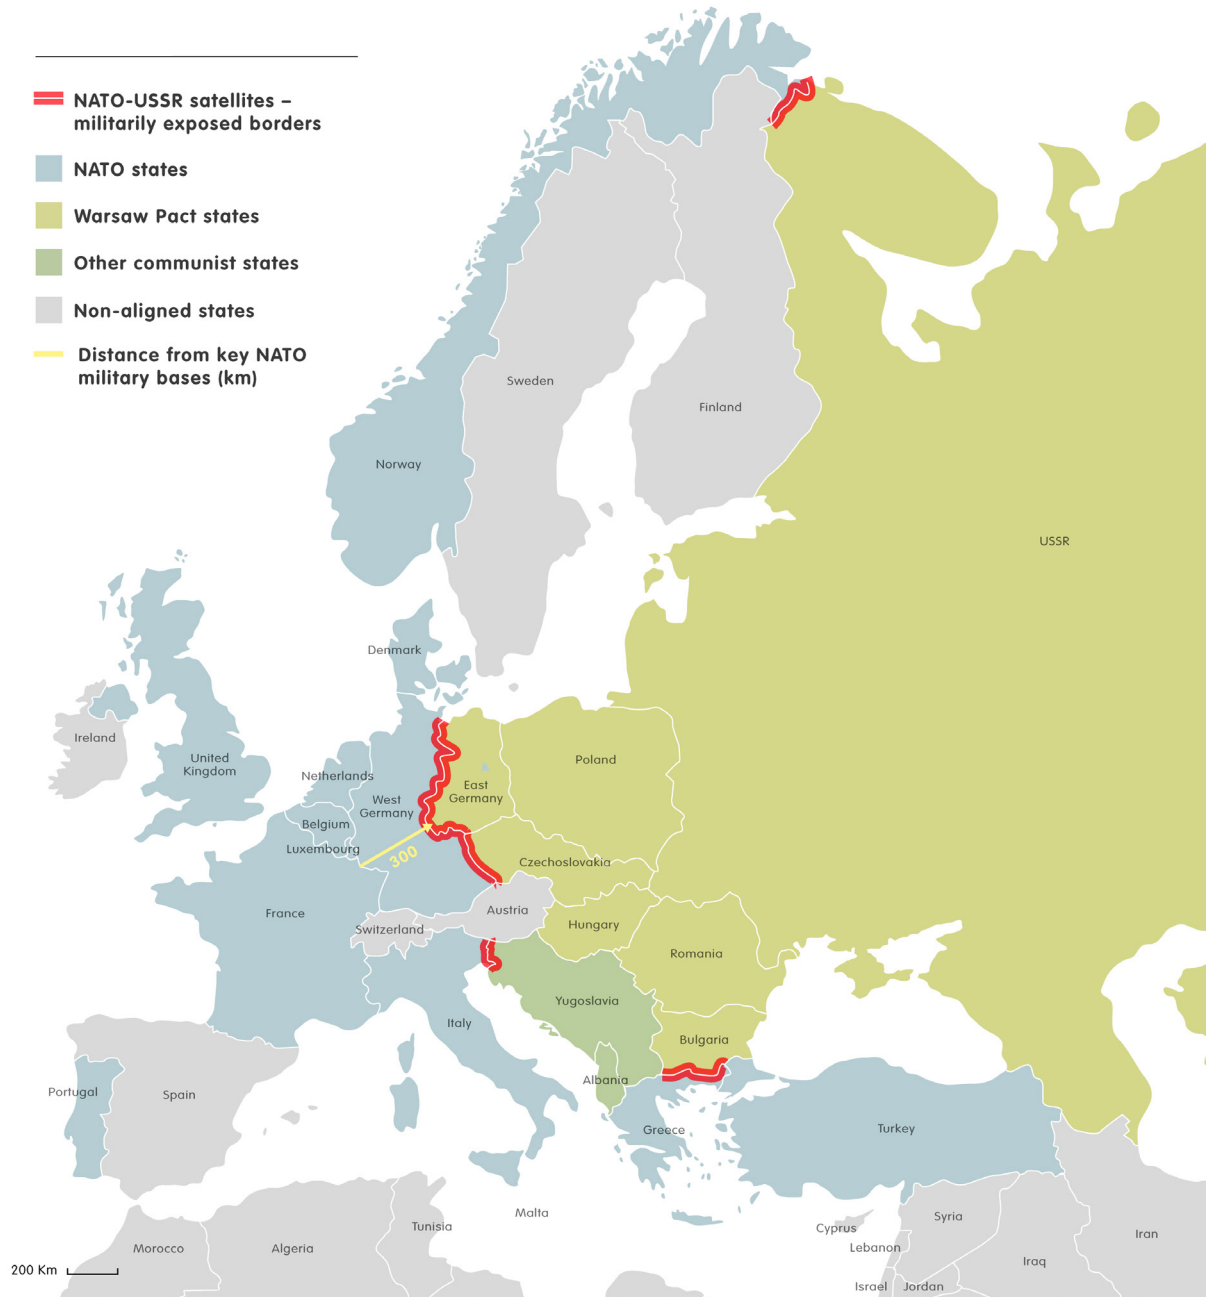 NATO-USSR satellites –
militarily exposed borders
NATO states
Warsaw Pact states
Other communist states
Non-aligned states
Distance from key NATO
military bases (km)
Sweden
Finland
Norway
USSR
Denmark
Ireland
United
Kingdom
Netherlands
West
Germany
East
Germany
Poland
Belgium
Luxembourg
300
Czechoslovakia
France
Austria
Switzerland
Hungary
Romania
Yugoslavia
Italy
Bulgaria
Albania
Portugal
Spain
Greece
Turkey
Malta
Tunisia
Morocco
Algeria
Cyprus
Syria
Lebanon
Iraq
Iran
Israel
Jordan
200 Km